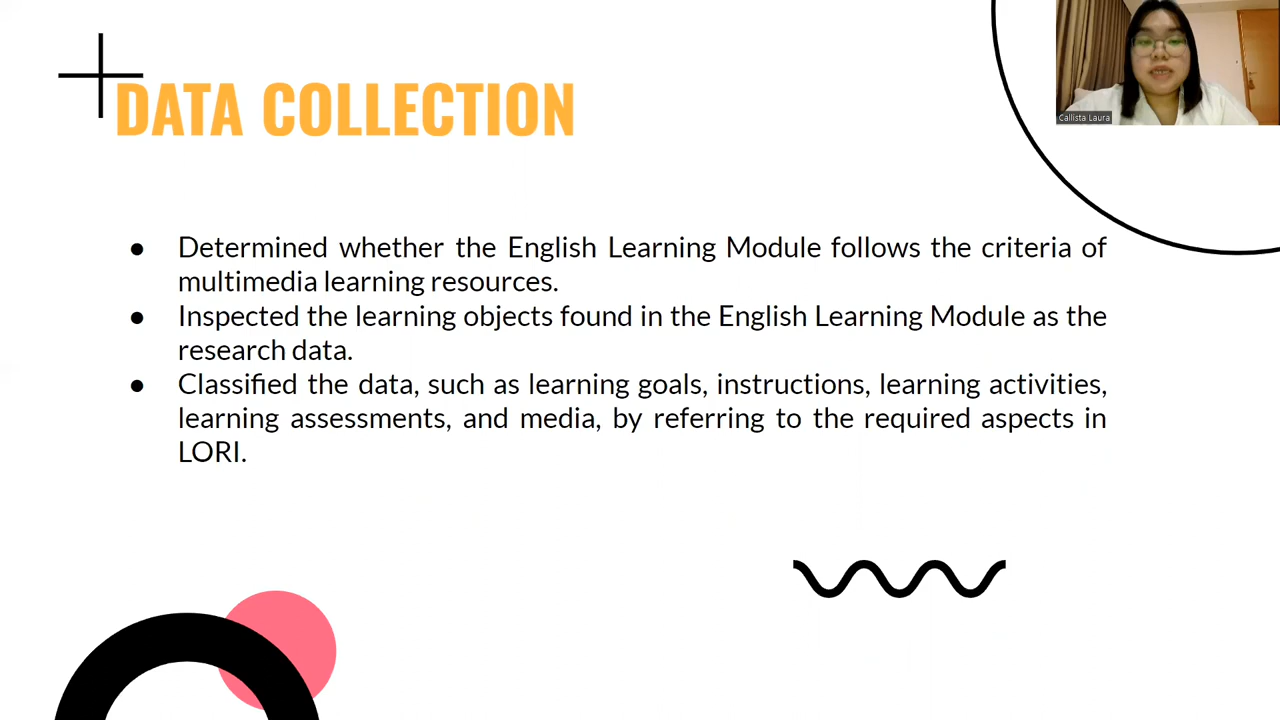 DATA COLLECTION
Callista Laura
● Determined whether the English Learning Module follows the criteria of
multimedia learning resources.
● Inspected the learning objects found in the English Learning Module as the
research data.
● Classified the data, such as learning goals, instructions, learning activities,
learning assessments, and media, by referring to the required aspects in
LORI.